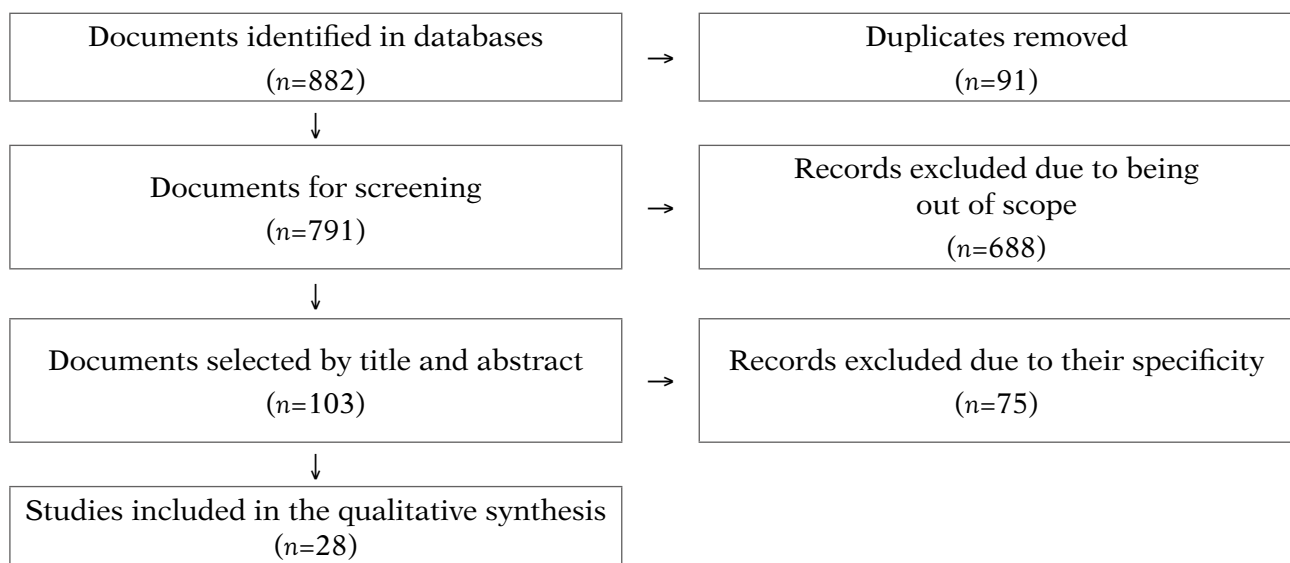 Documents identified in databases
(n=882)
→
Duplicates removed
(n=91)
↓
Documents for screening
(n=791)
→
Records excluded due to being
out of scope
(n=688)
↓
Documents selected by title and abstract
(n=103)
→
Records excluded due to their specificity
(n=75)
↓
Studies included in the qualitative synthesis
(n=28)